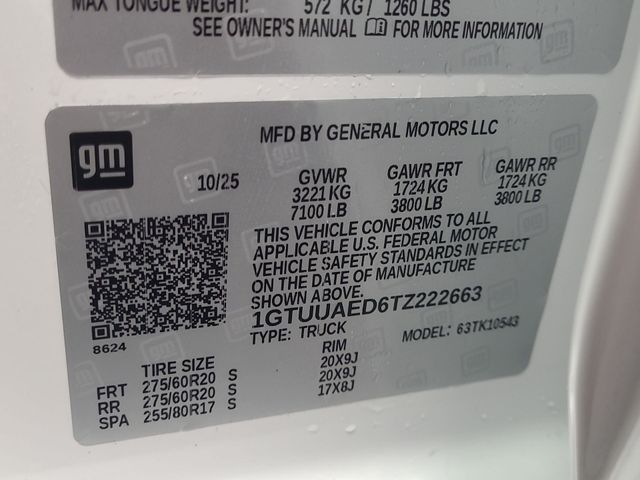 MAX TONGUE WEIGHT: 572 KG / 1260 LBS
SEE OWNER'S MANUAL FOR MORE INFORMATION
gm
MFD BY GENERAL MOTORS LLC
10/25 GVWR GAWR FRT GAWR RR
3221 KG 1724 KG 1724 KG
7100 LB 3800 LB 3800 LB
THIS VEHICLE CONFORMS TO ALL
APPLICABLE U.S. FEDERAL MOTOR
VEHICLE SAFETY STANDARDS IN EFFECT
ON THE DATE OF MANUFACTURE
SHOWN ABOVE.
1GTUUAED6TZ222663
TYPE: TRUCK MODEL: 63TK10543
8624
TIRE SIZE RIM
FRT 275/60R20 S 20X9J
RR 275/60R20 S 20X9J
SPA 255/80R17 S 17X8J